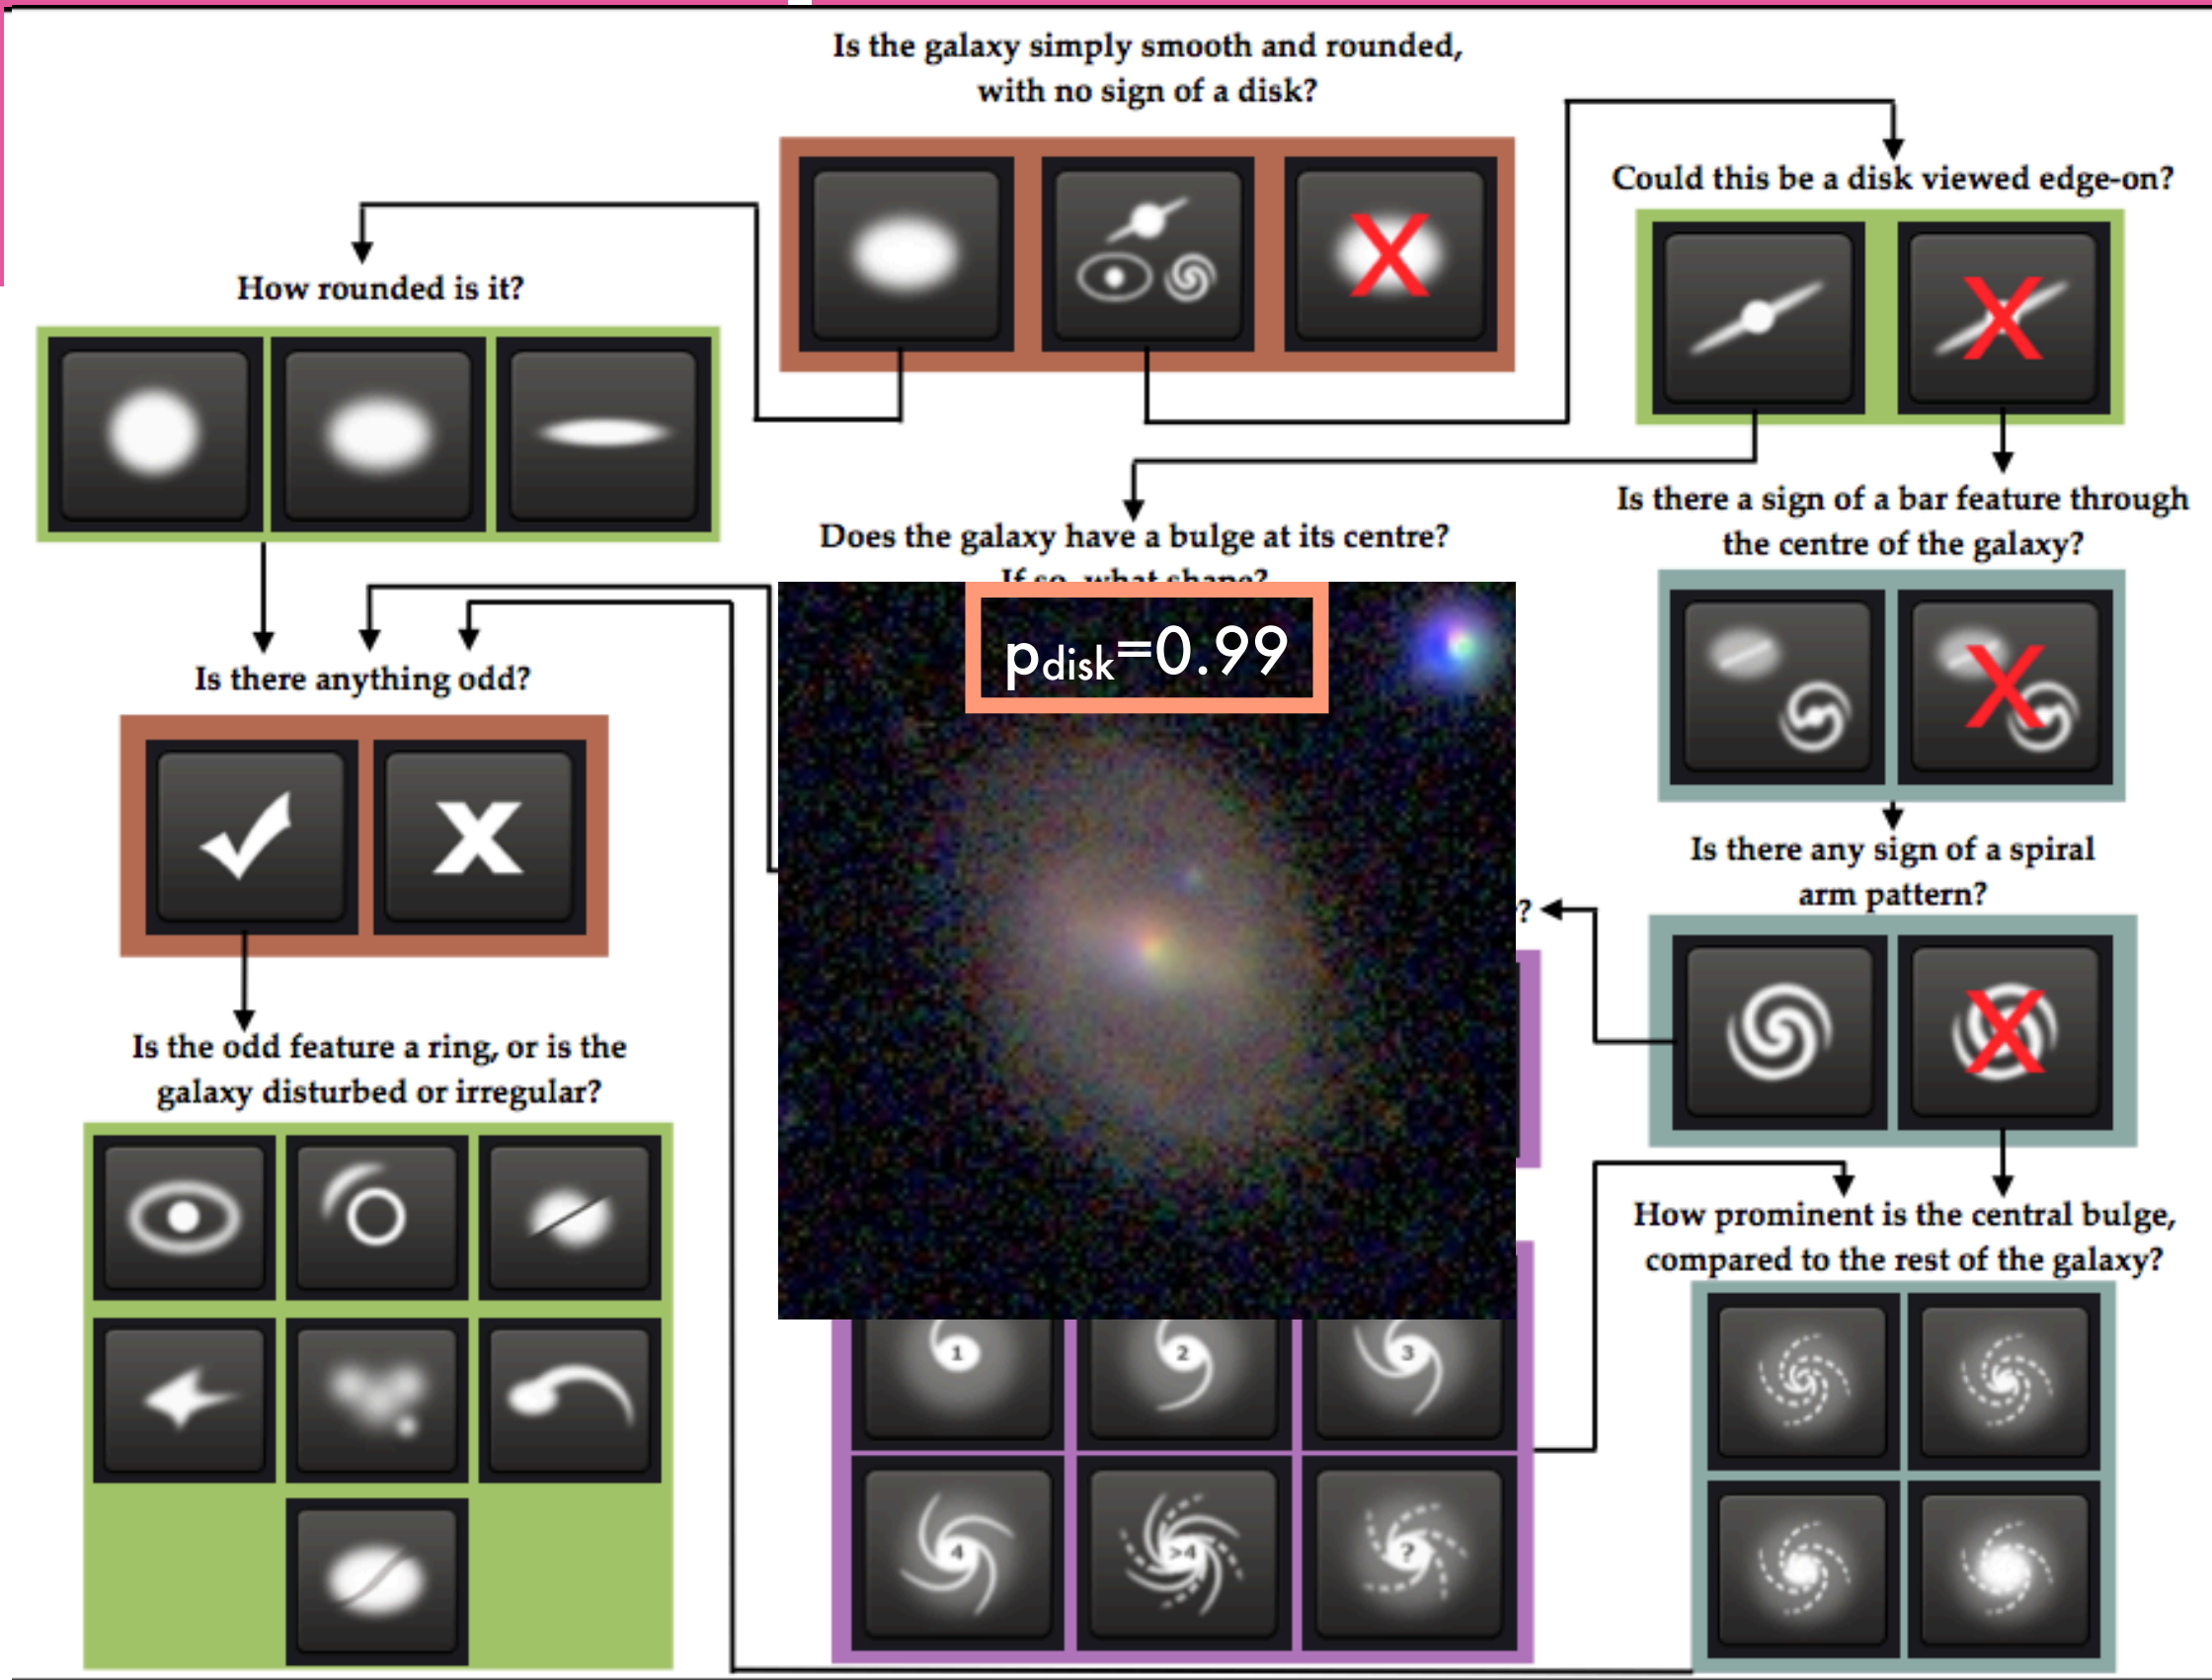 Is the galaxy simply smooth and rounded,
with no sign of a disk?
Could this be a disk viewed edge-on?
How rounded is it?
Is there a sign of a bar feature through
the centre of the galaxy?
Does the galaxy have a bulge at its centre?
If so, what shape?
pdisk=0.99
Is there anything odd?
Is there any sign of a spiral
arm pattern?
?
Is the odd feature a ring, or is the
galaxy disturbed or irregular?
How prominent is the central bulge,
compared to the rest of the galaxy?
1 2 3
4 >4 ?